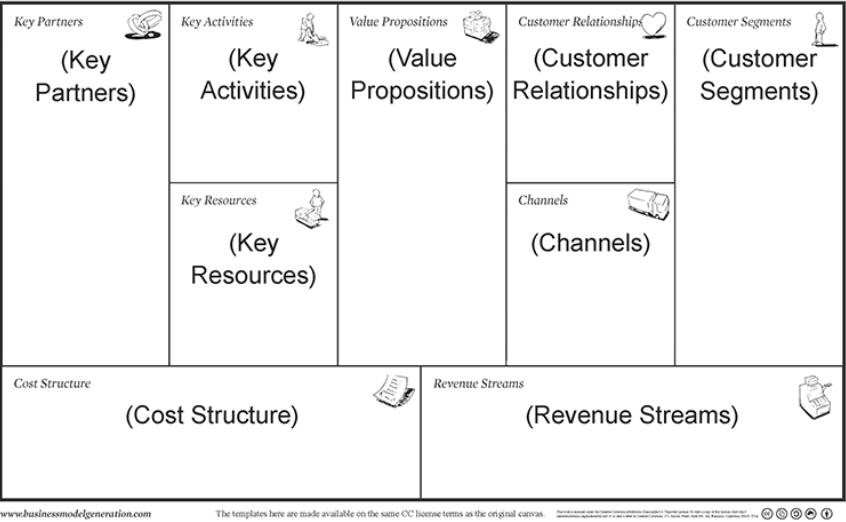 Key Partners
(Key
Partners)
Key Activities
(Key
Activities)
Key Resources
(Key
Resources)
Value Propositions
(Value
Propositions)
Customer Relationships
(Customer
Relationships)
Channels
(Channels)
Customer Segments
(Customer
Segments)
Cost Structure
(Cost Structure)
Revenue Streams
(Revenue Streams)
www.businessmodelgeneration.com
The templates here are made available on the same CC license terms as the original canvas.